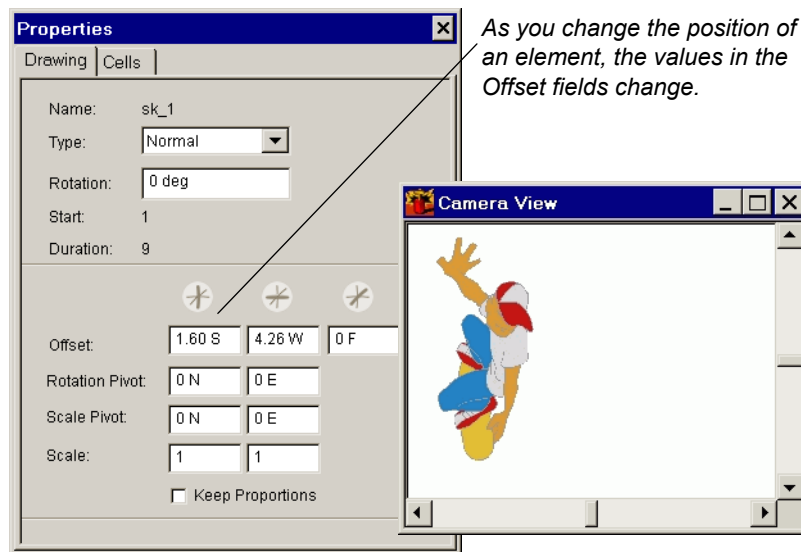 Properties
As you change the position of
an element, the values in the
Offset fields change.
Drawing
Cells
Name: sk_1
Type: Normal
Rotation: 0 deg
Start: 1
Duration: 9
Camera View
Offset: 1.60 S 4.26 W 0 F
Rotation Pivot: 0 N 0 E
Scale Pivot: 0 N 0 E
Scale: 1 1
Keep Proportions